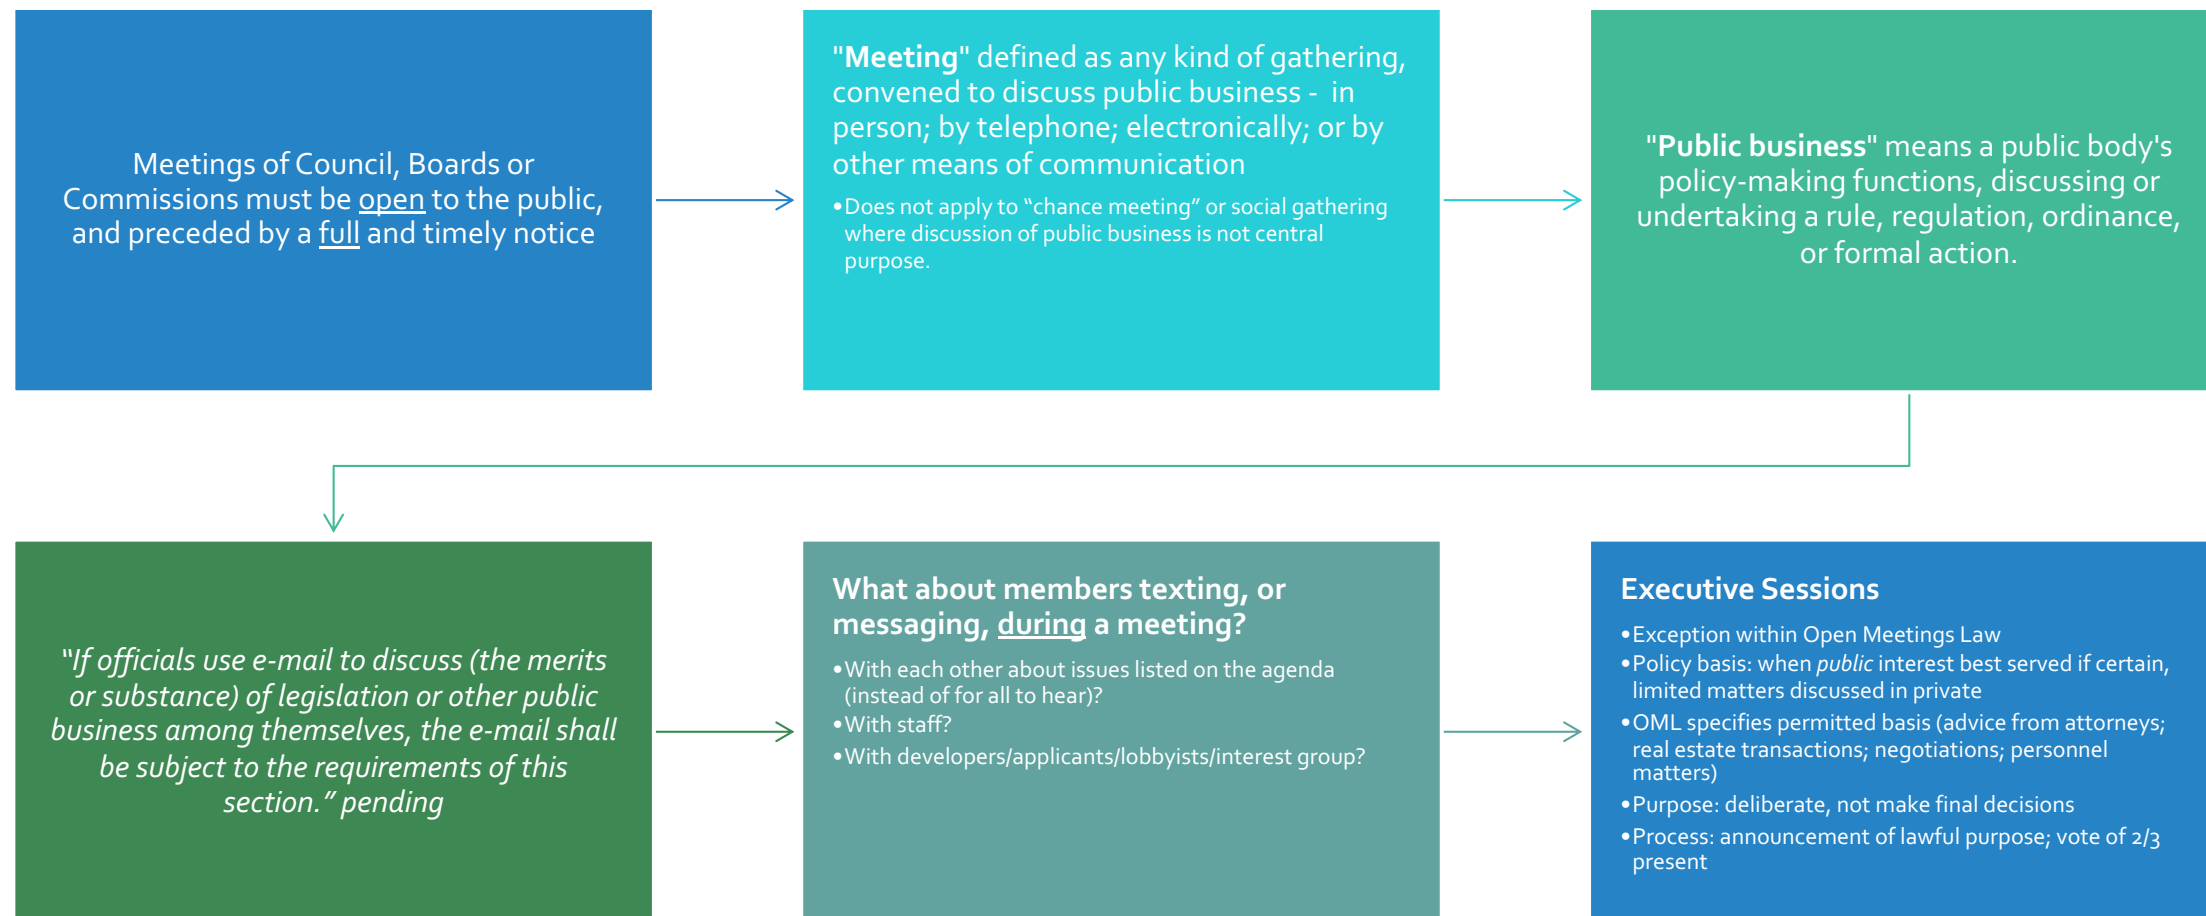 Meetings of Council, Boards or
Commissions must be open to the public,
and preceded by a full and timely notice
"Meeting" defined as any kind of gathering,
convened to discuss public business - in
person; by telephone; electronically; or by
other means of communication
•Does not apply to “chance meeting” or social gathering
where discussion of public business is not central
purpose.
"Public business" means a public body's
policy-making functions, discussing or
undertaking a rule, regulation, ordinance,
or formal action.
“If officials use e-mail to discuss (the merits
or substance) of legislation or other public
business among themselves, the e-mail shall
be subject to the requirements of this
section.” pending
What about members texting, or
messaging, during a meeting?
•With each other about issues listed on the agenda
(instead of for all to hear)?
•With staff?
•With developers/applicants/lobbyists/interest group?
Executive Sessions
•Exception within Open Meetings Law
•Policy basis: when public interest best served if certain,
limited matters discussed in private
•OML specifies permitted basis (advice from attorneys;
real estate transactions; negotiations; personnel
matters)
•Purpose: deliberate, not make final decisions
•Process: announcement of lawful purpose; vote of 2/3
present